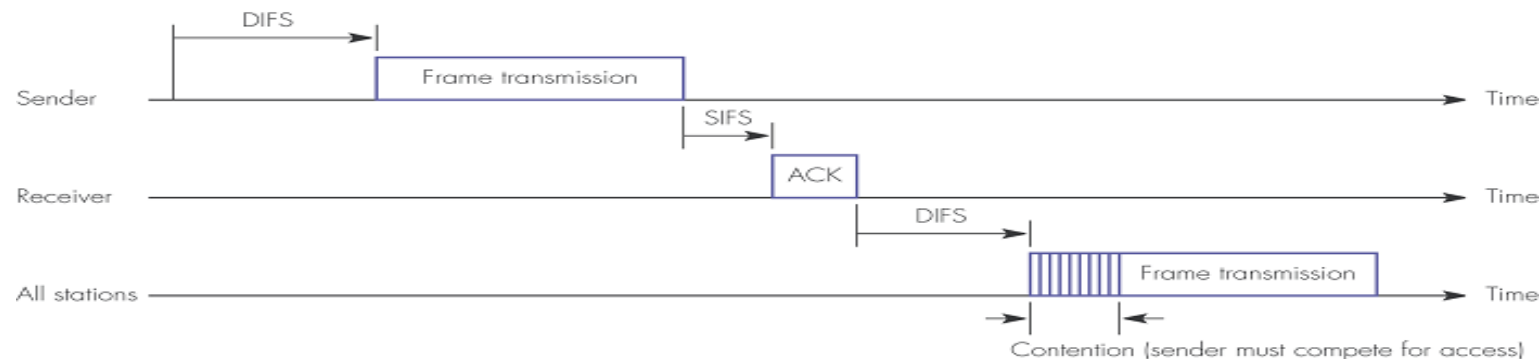 DIFS
Frame transmission
Sender
Time
SIFS
ACK
Receiver
Time
DIFS
Frame transmission
All stations
Time
Contention (sender must compete for access)